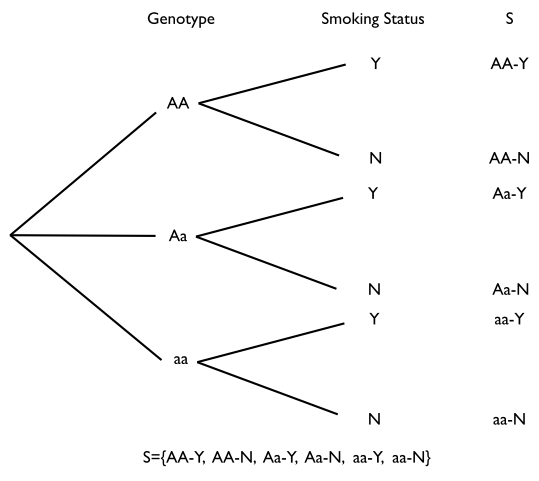 Genotype Smoking Status S
Y AA-Y
AA
N AA-N
Y Aa-Y
Aa
N Aa-N
Y aa-Y
aa
N aa-N
S={AA-Y, AA-N, Aa-Y, Aa-N, aa-Y, aa-N}